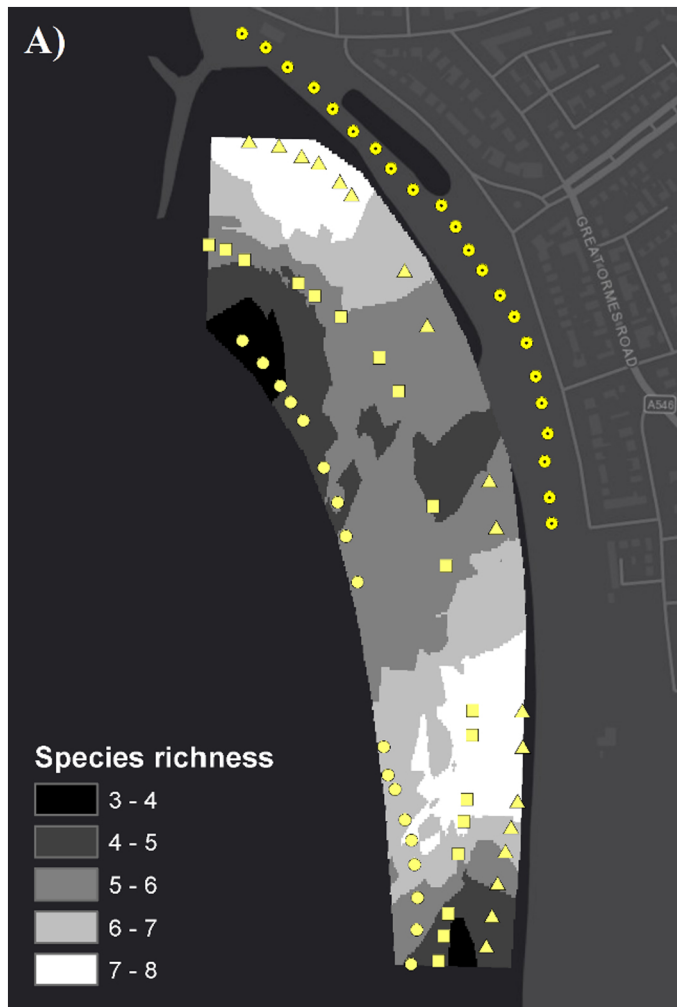 A)
GREAT ORMES ROAD
A546
Species richness
3 - 4
4 - 5
5 - 6
6 - 7
7 - 8